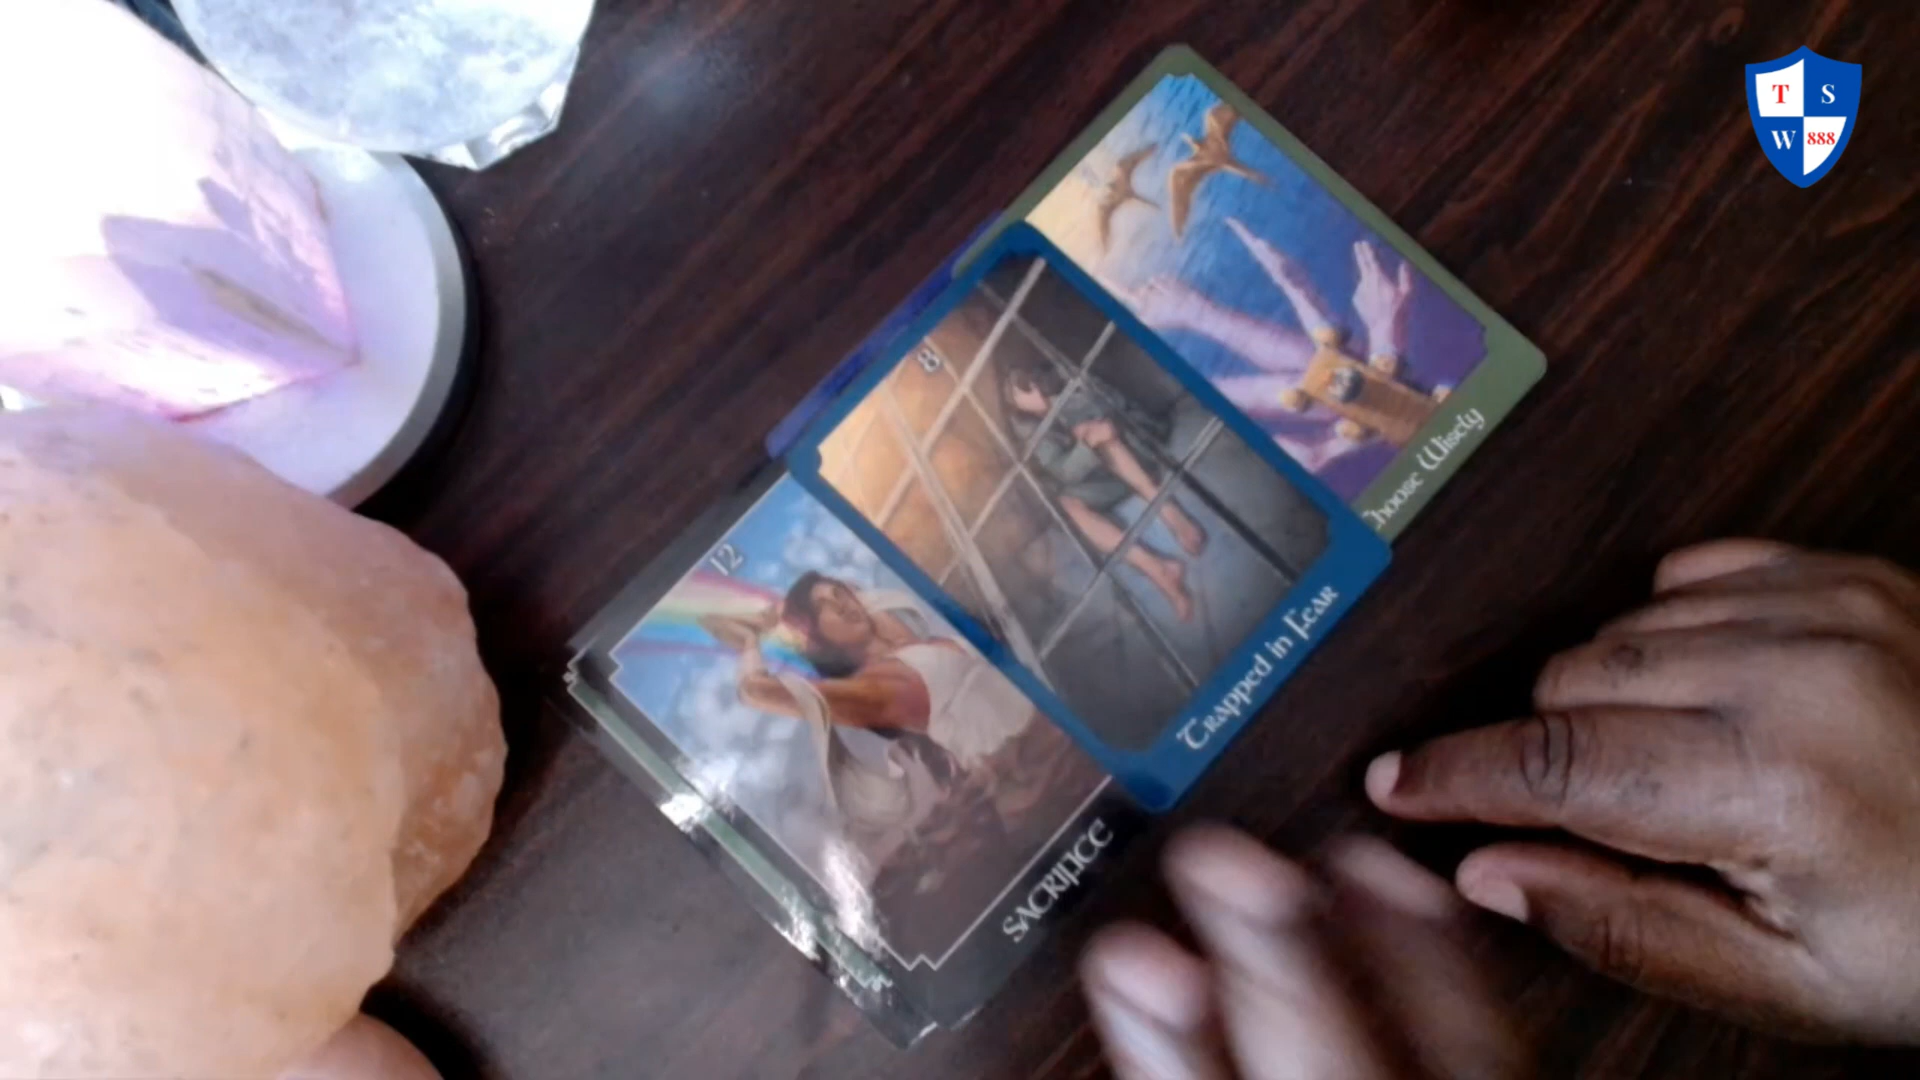 T S
W 888
Choose Wisely
8
Trapped in Fear
12
SACRIFICE